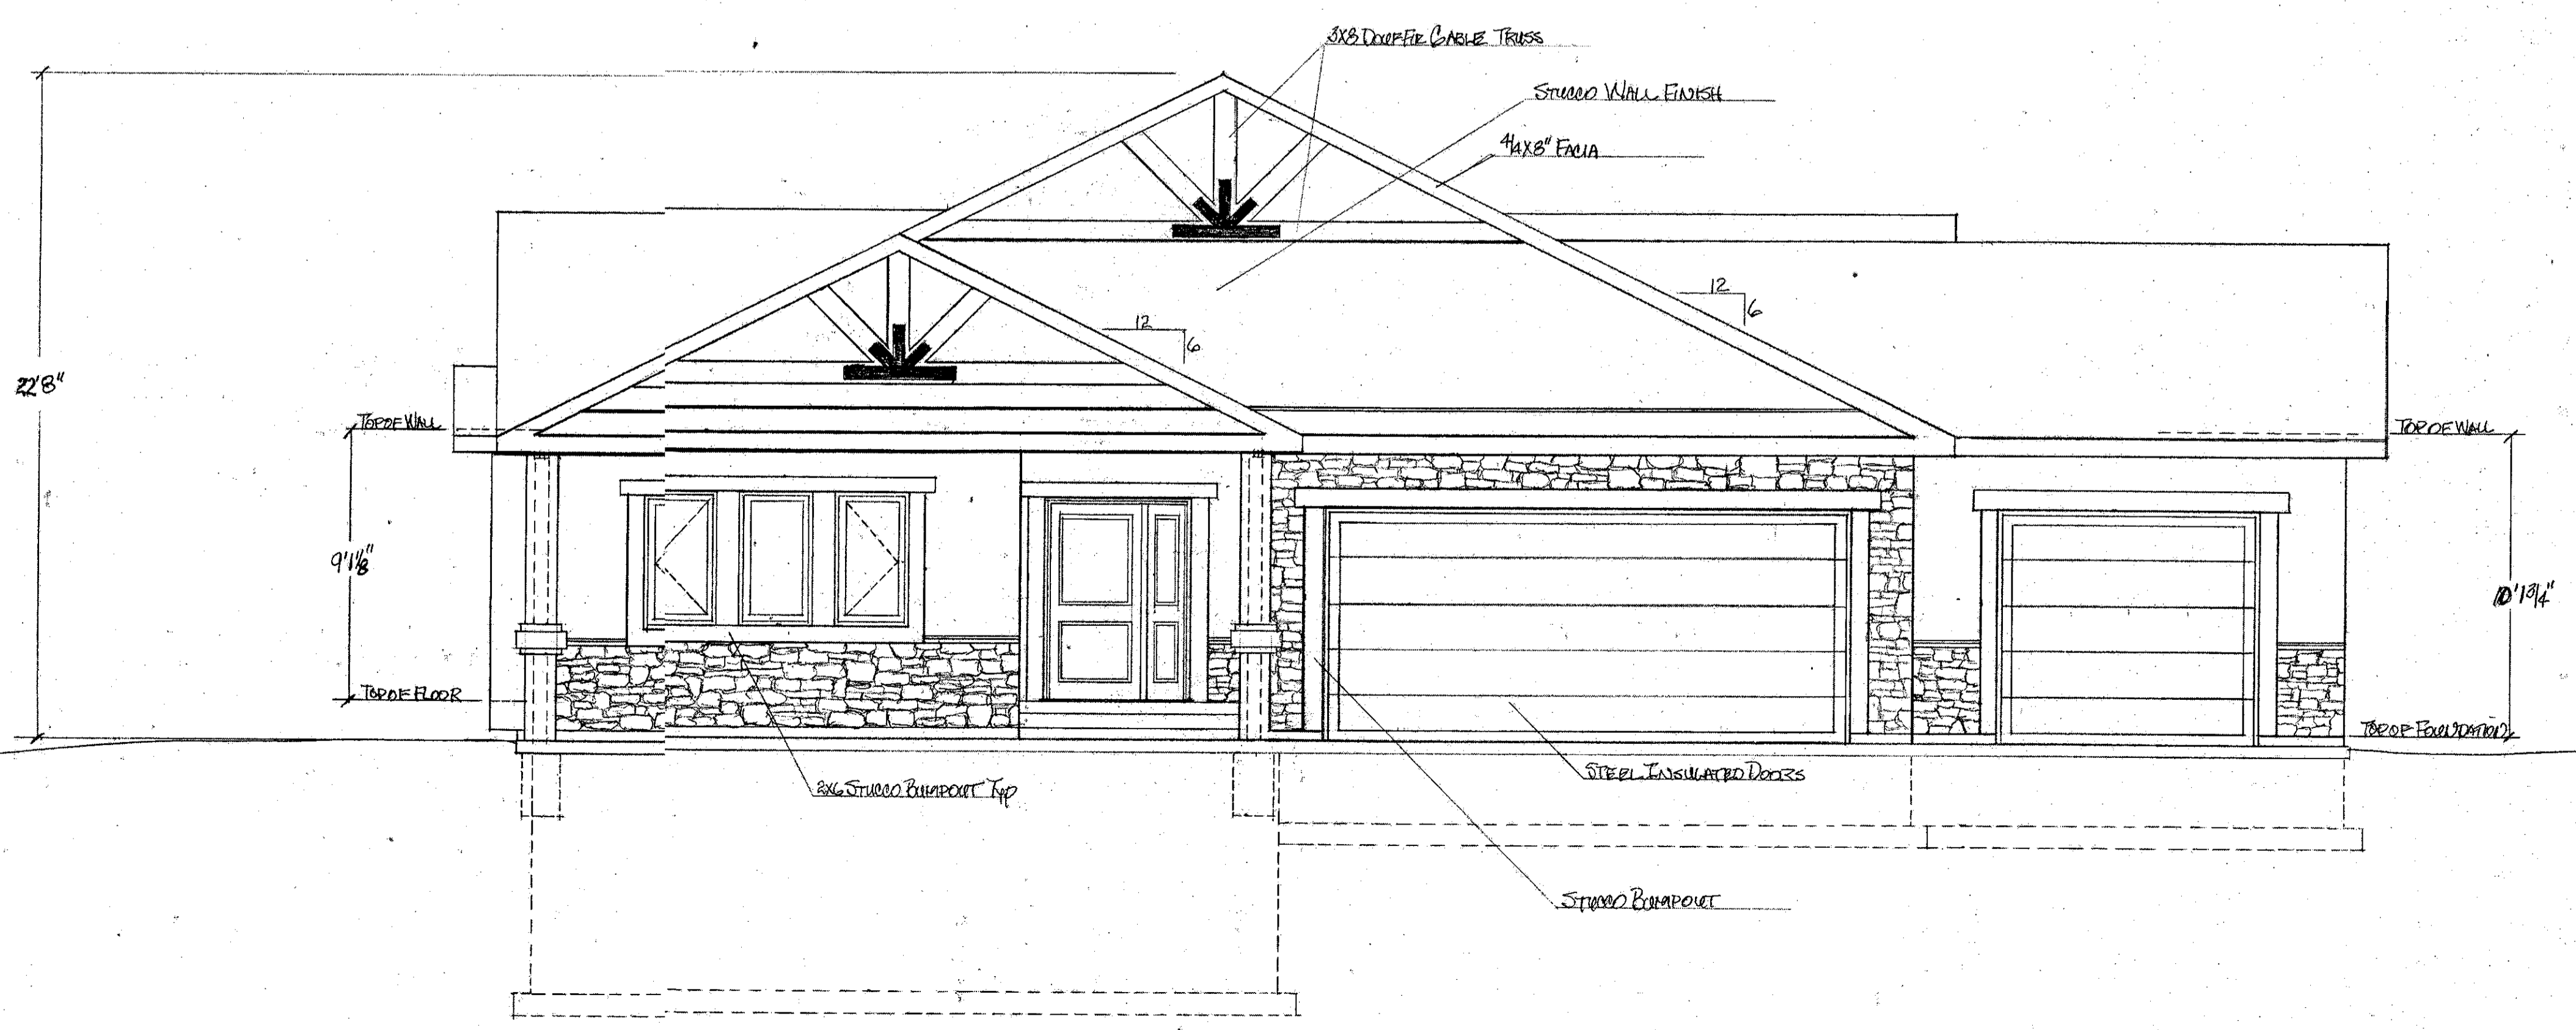 3X8 DOUG FIR GABLE TRUSS
STUCCO WALL FINISH
4/4X8" FACIA
12
6
12
6
22'8"
TOP OF WALL
TOP OF WALL
9'1 1/8"
10'1 3/4"
TOP OF FLOOR
TOP OF FOUNDATION
STEEL INSULATED DOORS
2X6 STUCCO BUMPOUT TYP
STUCCO BUMPOUT